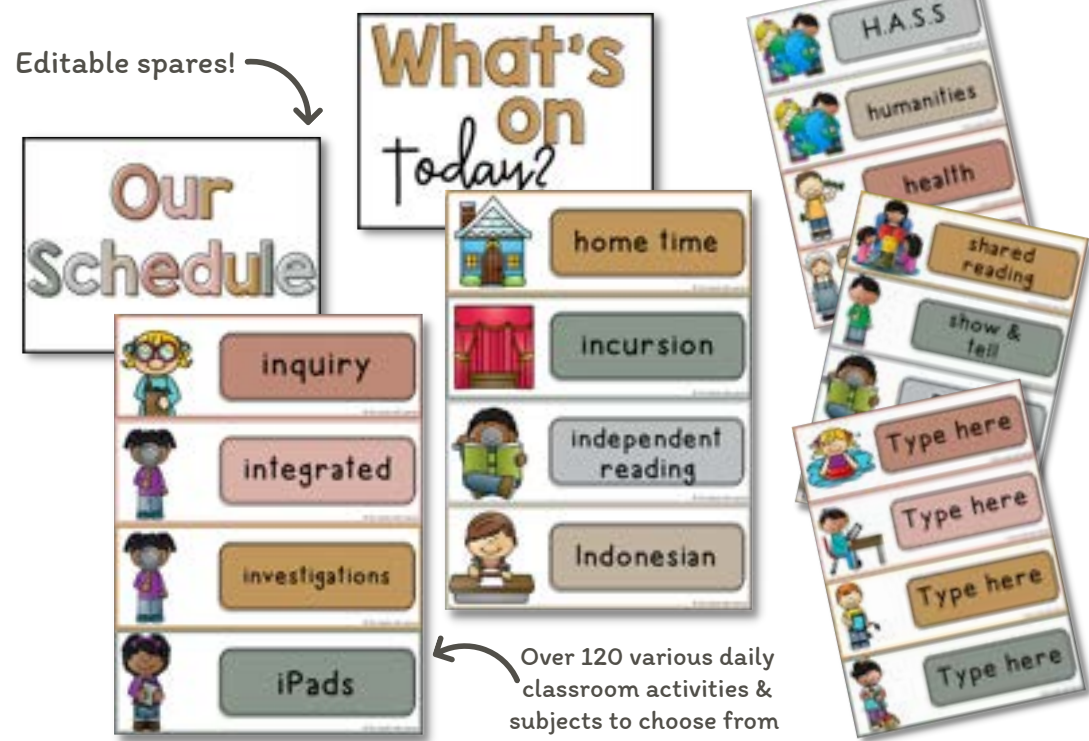 Editable spares!
What's
on
today?
Our
Schedule
inquiry
integrated
investigations
iPads
home time
incursion
independent
reading
Indonesian
H.A.S.S
humanities
health
shared
reading
show &
tell
Type here
Type here
Type here
Type here
Over 120 various daily
classroom activities &
subjects to choose from